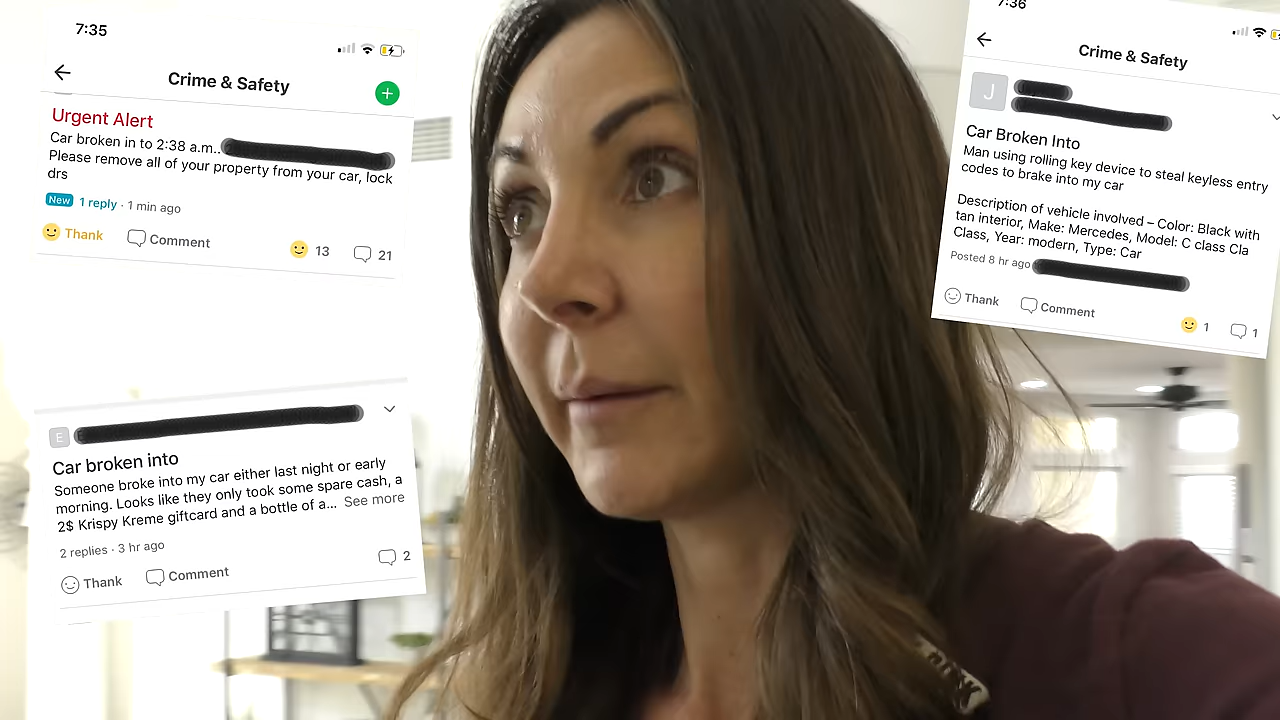 7:35
Crime & Safety
Urgent Alert
Car broken in to 2:38 a.m..
Please remove all of your property from your car, lock
drs
New 1 reply · 1 min ago
Thank Comment 13 21
E
Car broken into
Someone broke into my car either last night or early
morning. Looks like they only took some spare cash, a
2$ Krispy Kreme giftcard and a bottle of a... See more
2 replies · 3 hr ago
Thank Comment 2
7:36
Crime & Safety
J
Car Broken Into
Man using rolling key device to steal keyless entry
codes to brake into my car
Description of vehicle involved – Color: Black with
tan interior, Make: Mercedes, Model: C class Cla
Class, Year: modern, Type: Car
Posted 8 hr ago
Thank Comment 1 1